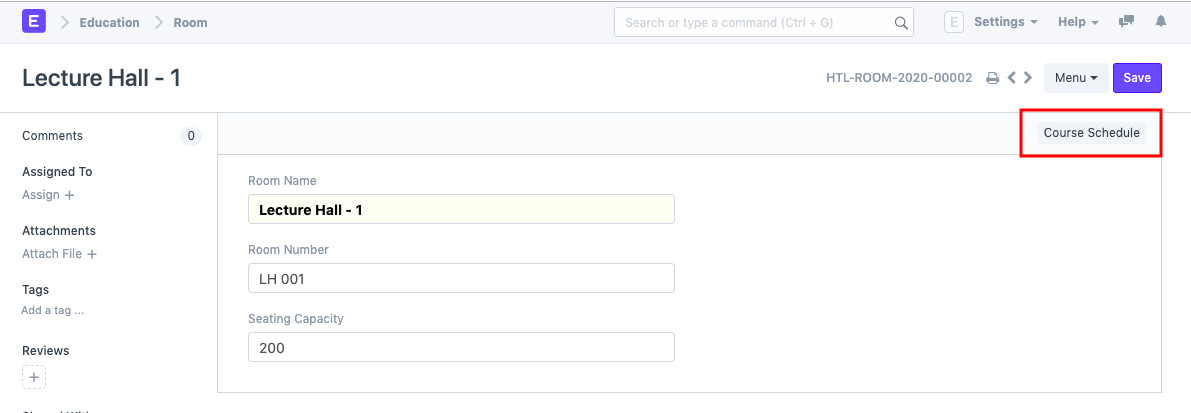 E Education Room Search or type a command (Ctrl + G) E Settings Help
Lecture Hall - 1 HTL-ROOM-2020-00002 Menu Save
Comments 0
Course Schedule
Assigned To
Assign +
Attachments
Attach File +
Tags
Add a tag ...
Reviews
+
Room Name
Lecture Hall - 1
Room Number
LH 001
Seating Capacity
200